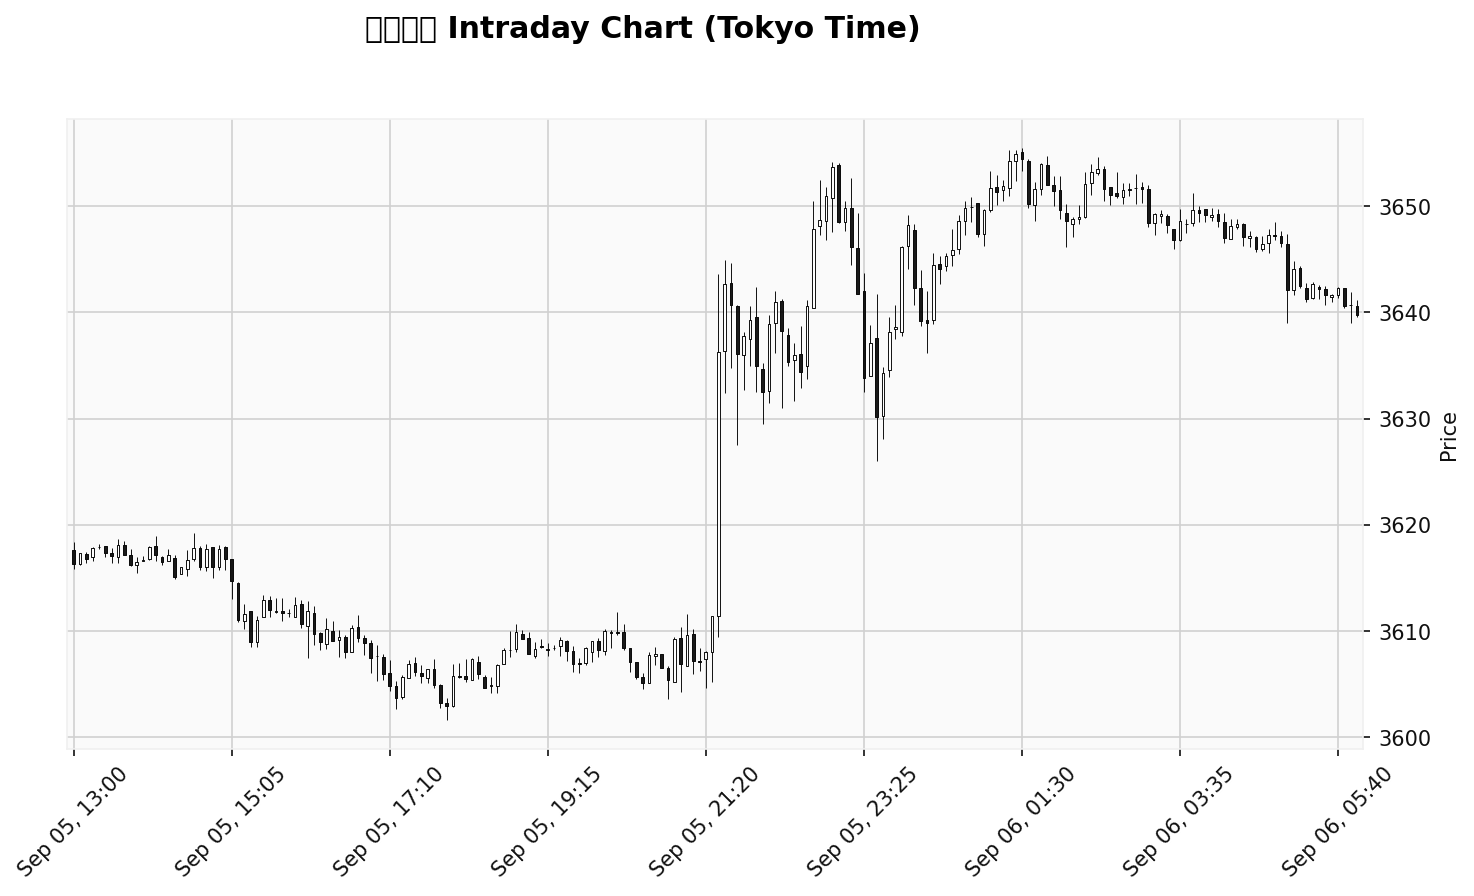 Intraday Chart (Tokyo Time)
3650
3640
3630
3620
3610
3600
Price
Sep 05, 13:00
Sep 05, 15:05
Sep 05, 17:10
Sep 05, 19:15
Sep 05, 21:20
Sep 05, 23:25
Sep 06, 01:30
Sep 06, 03:35
Sep 06, 05:40